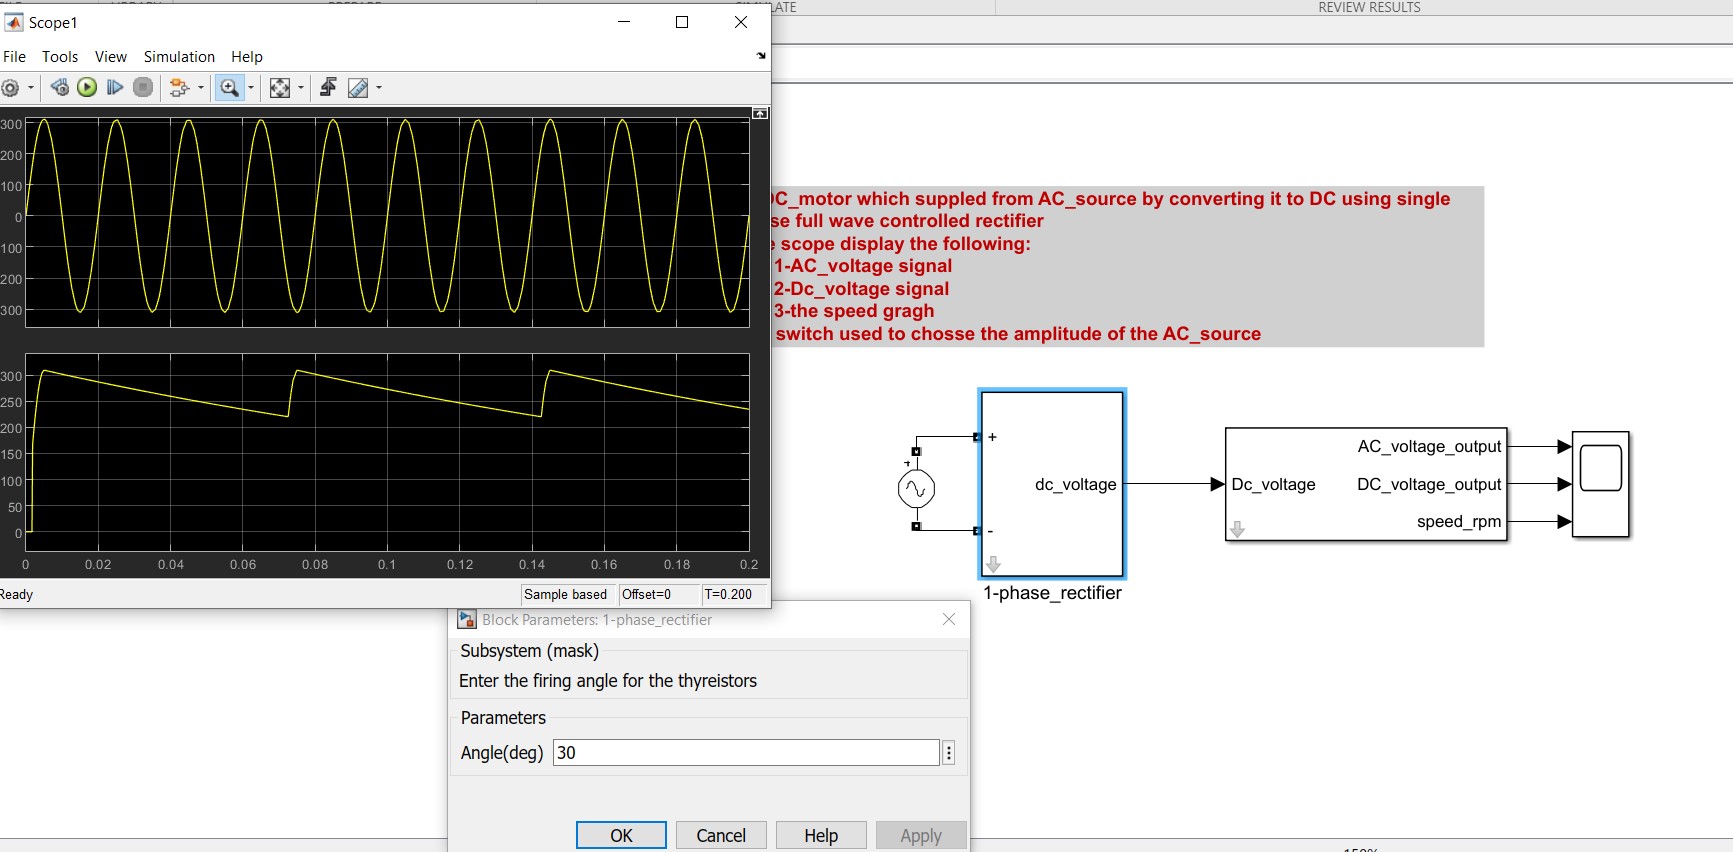 REVIEW RESULTS
Scope1
File Tools View Simulation Help
300
200
100
0
100
200
300
300
250
200
150
100
50
0
0 0.02 0.04 0.06 0.08 0.1 0.12 0.14 0.16 0.18 0.2
Ready
Sample based Offset=0 T=0.200
DC_motor which suppled from AC_source by converting it to DC using single
se full wave controlled rectifier
e scope display the following:
1-AC_voltage signal
2-Dc_voltage signal
3-the speed gragh
switch used to chosse the amplitude of the AC_source
+
+
-
dc_voltage
1-phase_rectifier
Dc_voltage
AC_voltage_output
DC_voltage_output
speed_rpm
Block Parameters: 1-phase_rectifier
Subsystem (mask)
Enter the firing angle for the thyreistors
Parameters
Angle(deg) 30
OK Cancel Help Apply